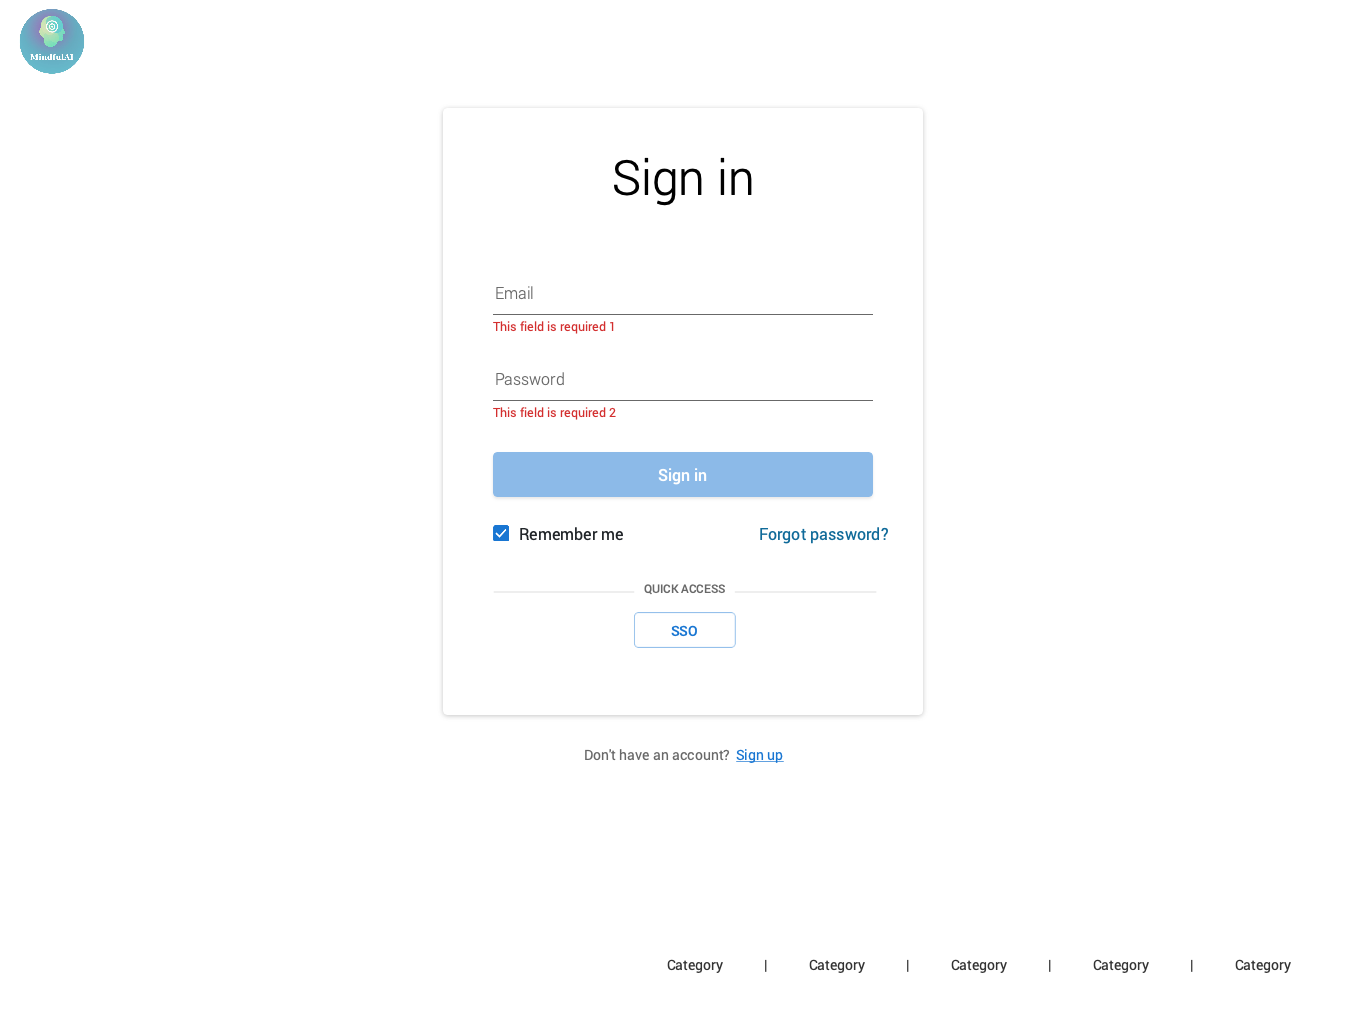 MindfulAI
Sign in
Email
This field is required 1
Password
This field is required 2
Sign in
Remember me Forgot password?
QUICK ACCESS
SSO
Don't have an account? Sign up
Category | Category | Category | Category | Category